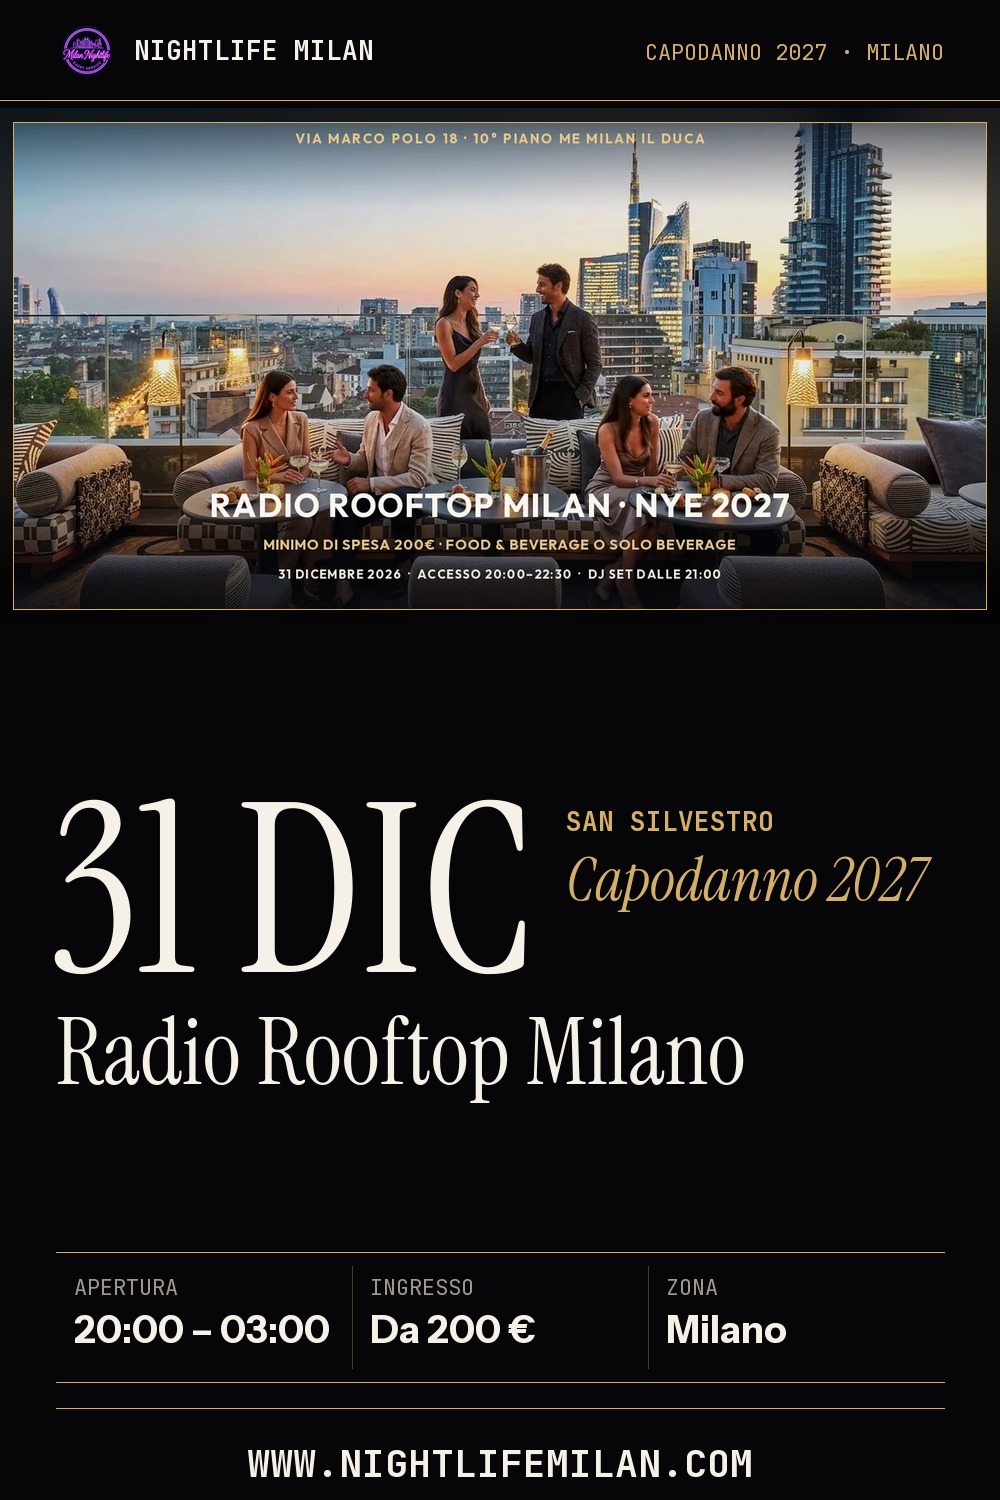 Milan Nightlife
NIGHTLIFE MILAN
CAPODANNO 2027 · MILANO
VIA MARCO POLO 18 · 10° PIANO ME MILAN IL DUCA
RADIO ROOFTOP MILAN · NYE 2027
MINIMO DI SPESA 200€ · FOOD & BEVERAGE O SOLO BEVERAGE
31 DICEMBRE 2026 · ACCESSO 20:00–22:30 · DJ SET DALLE 21:00
31 DIC
SAN SILVESTRO
Capodanno 2027
Radio Rooftop Milano
APERTURA
20:00 – 03:00
INGRESSO
Da 200 €
ZONA
Milano
WWW.NIGHTLIFEMILAN.COM